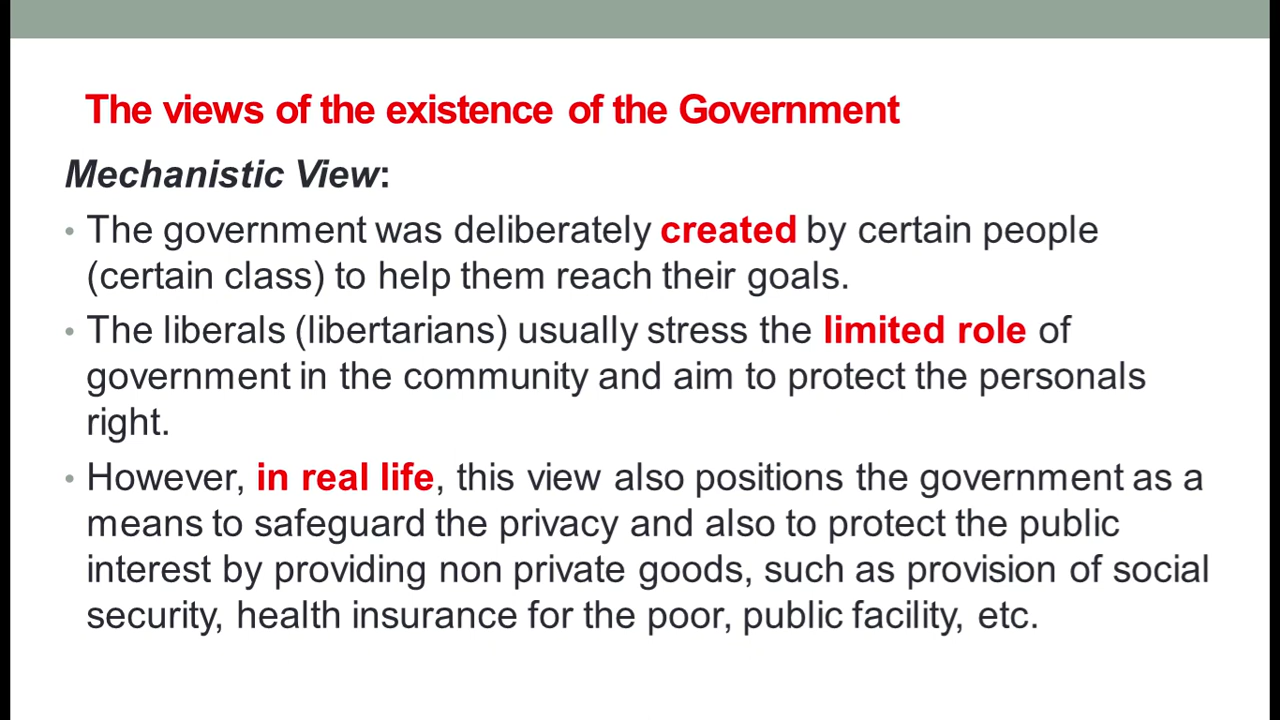 The views of the existence of the Government
Mechanistic View:
• The government was deliberately created by certain people
(certain class) to help them reach their goals.
• The liberals (libertarians) usually stress the limited role of
government in the community and aim to protect the personals
right.
• However, in real life, this view also positions the government as a
means to safeguard the privacy and also to protect the public
interest by providing non private goods, such as provision of social
security, health insurance for the poor, public facility, etc.